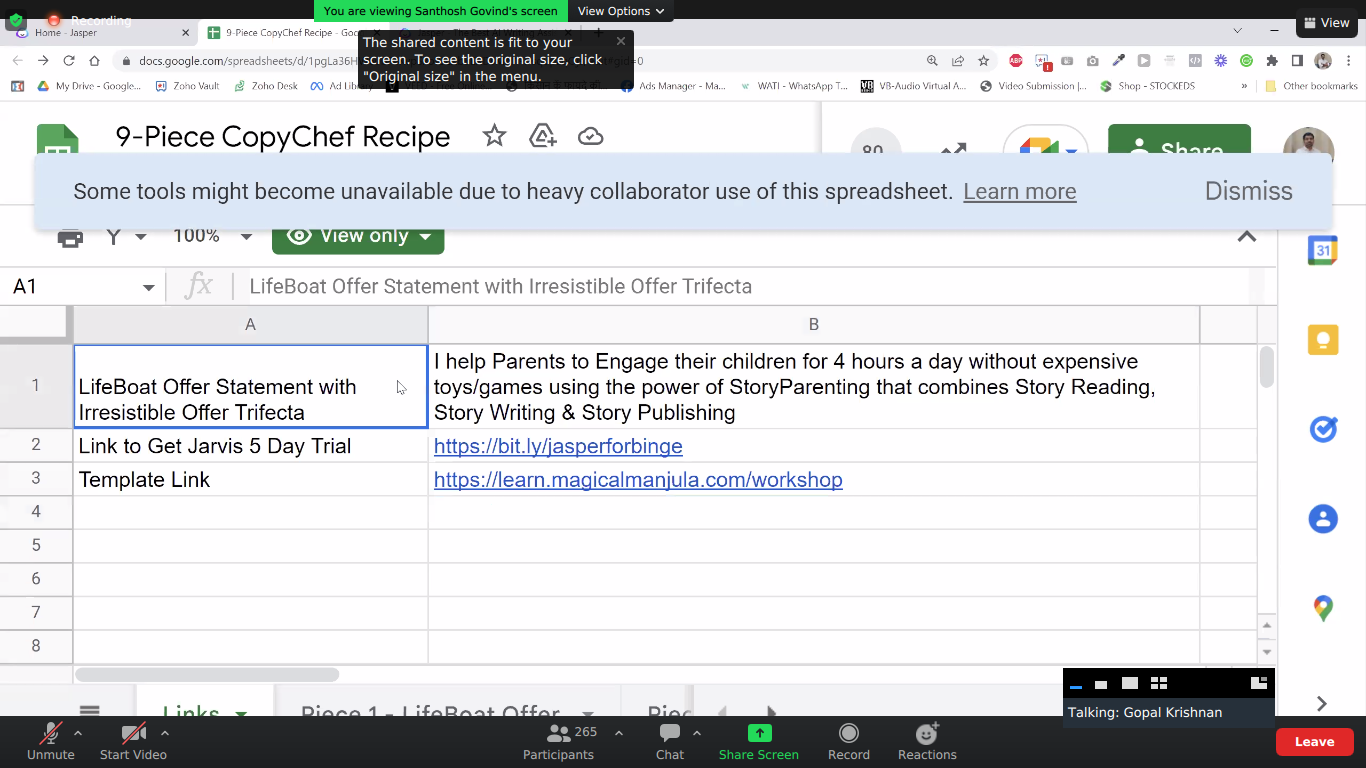 You are viewing Santhosh Govind's screen
View Options
Recording
View
Home - Jasper
9-Piece CopyChef Recipe - Goo
The shared content is fit to your
screen. To see the original size, click
"Original size" in the menu.
docs.google.com/spreadsheets/d/1pgLa36H
gid=0
My Drive - Google...
Zoho Vault
Zoho Desk
Ads Manager - Ma...
WATI - WhatsApp T...
VB-Audio Virtual A...
Video Submission |...
Shop - STOCKEDS
»
Other bookmarks
9-Piece CopyChef Recipe
80
Share
Some tools might become unavailable due to heavy collaborator use of this spreadsheet. Learn more
Dismiss
100%
View only
A1
fx
LifeBoat Offer Statement with Irresistible Offer Trifecta
A
B
1
LifeBoat Offer Statement with
Irresistible Offer Trifecta
I help Parents to Engage their children for 4 hours a day without expensive
toys/games using the power of StoryParenting that combines Story Reading,
Story Writing & Story Publishing
2
Link to Get Jarvis 5 Day Trial
https://bit.ly/jasperforbinge
3
Template Link
https://learn.magicalmanjula.com/workshop
4
5
6
7
8
31
Links
Piece 1 - LifeBoat Offer
Piec
Talking: Gopal Krishnan
Unmute
Start Video
265
Participants
Chat
Share Screen
Record
Reactions
Leave